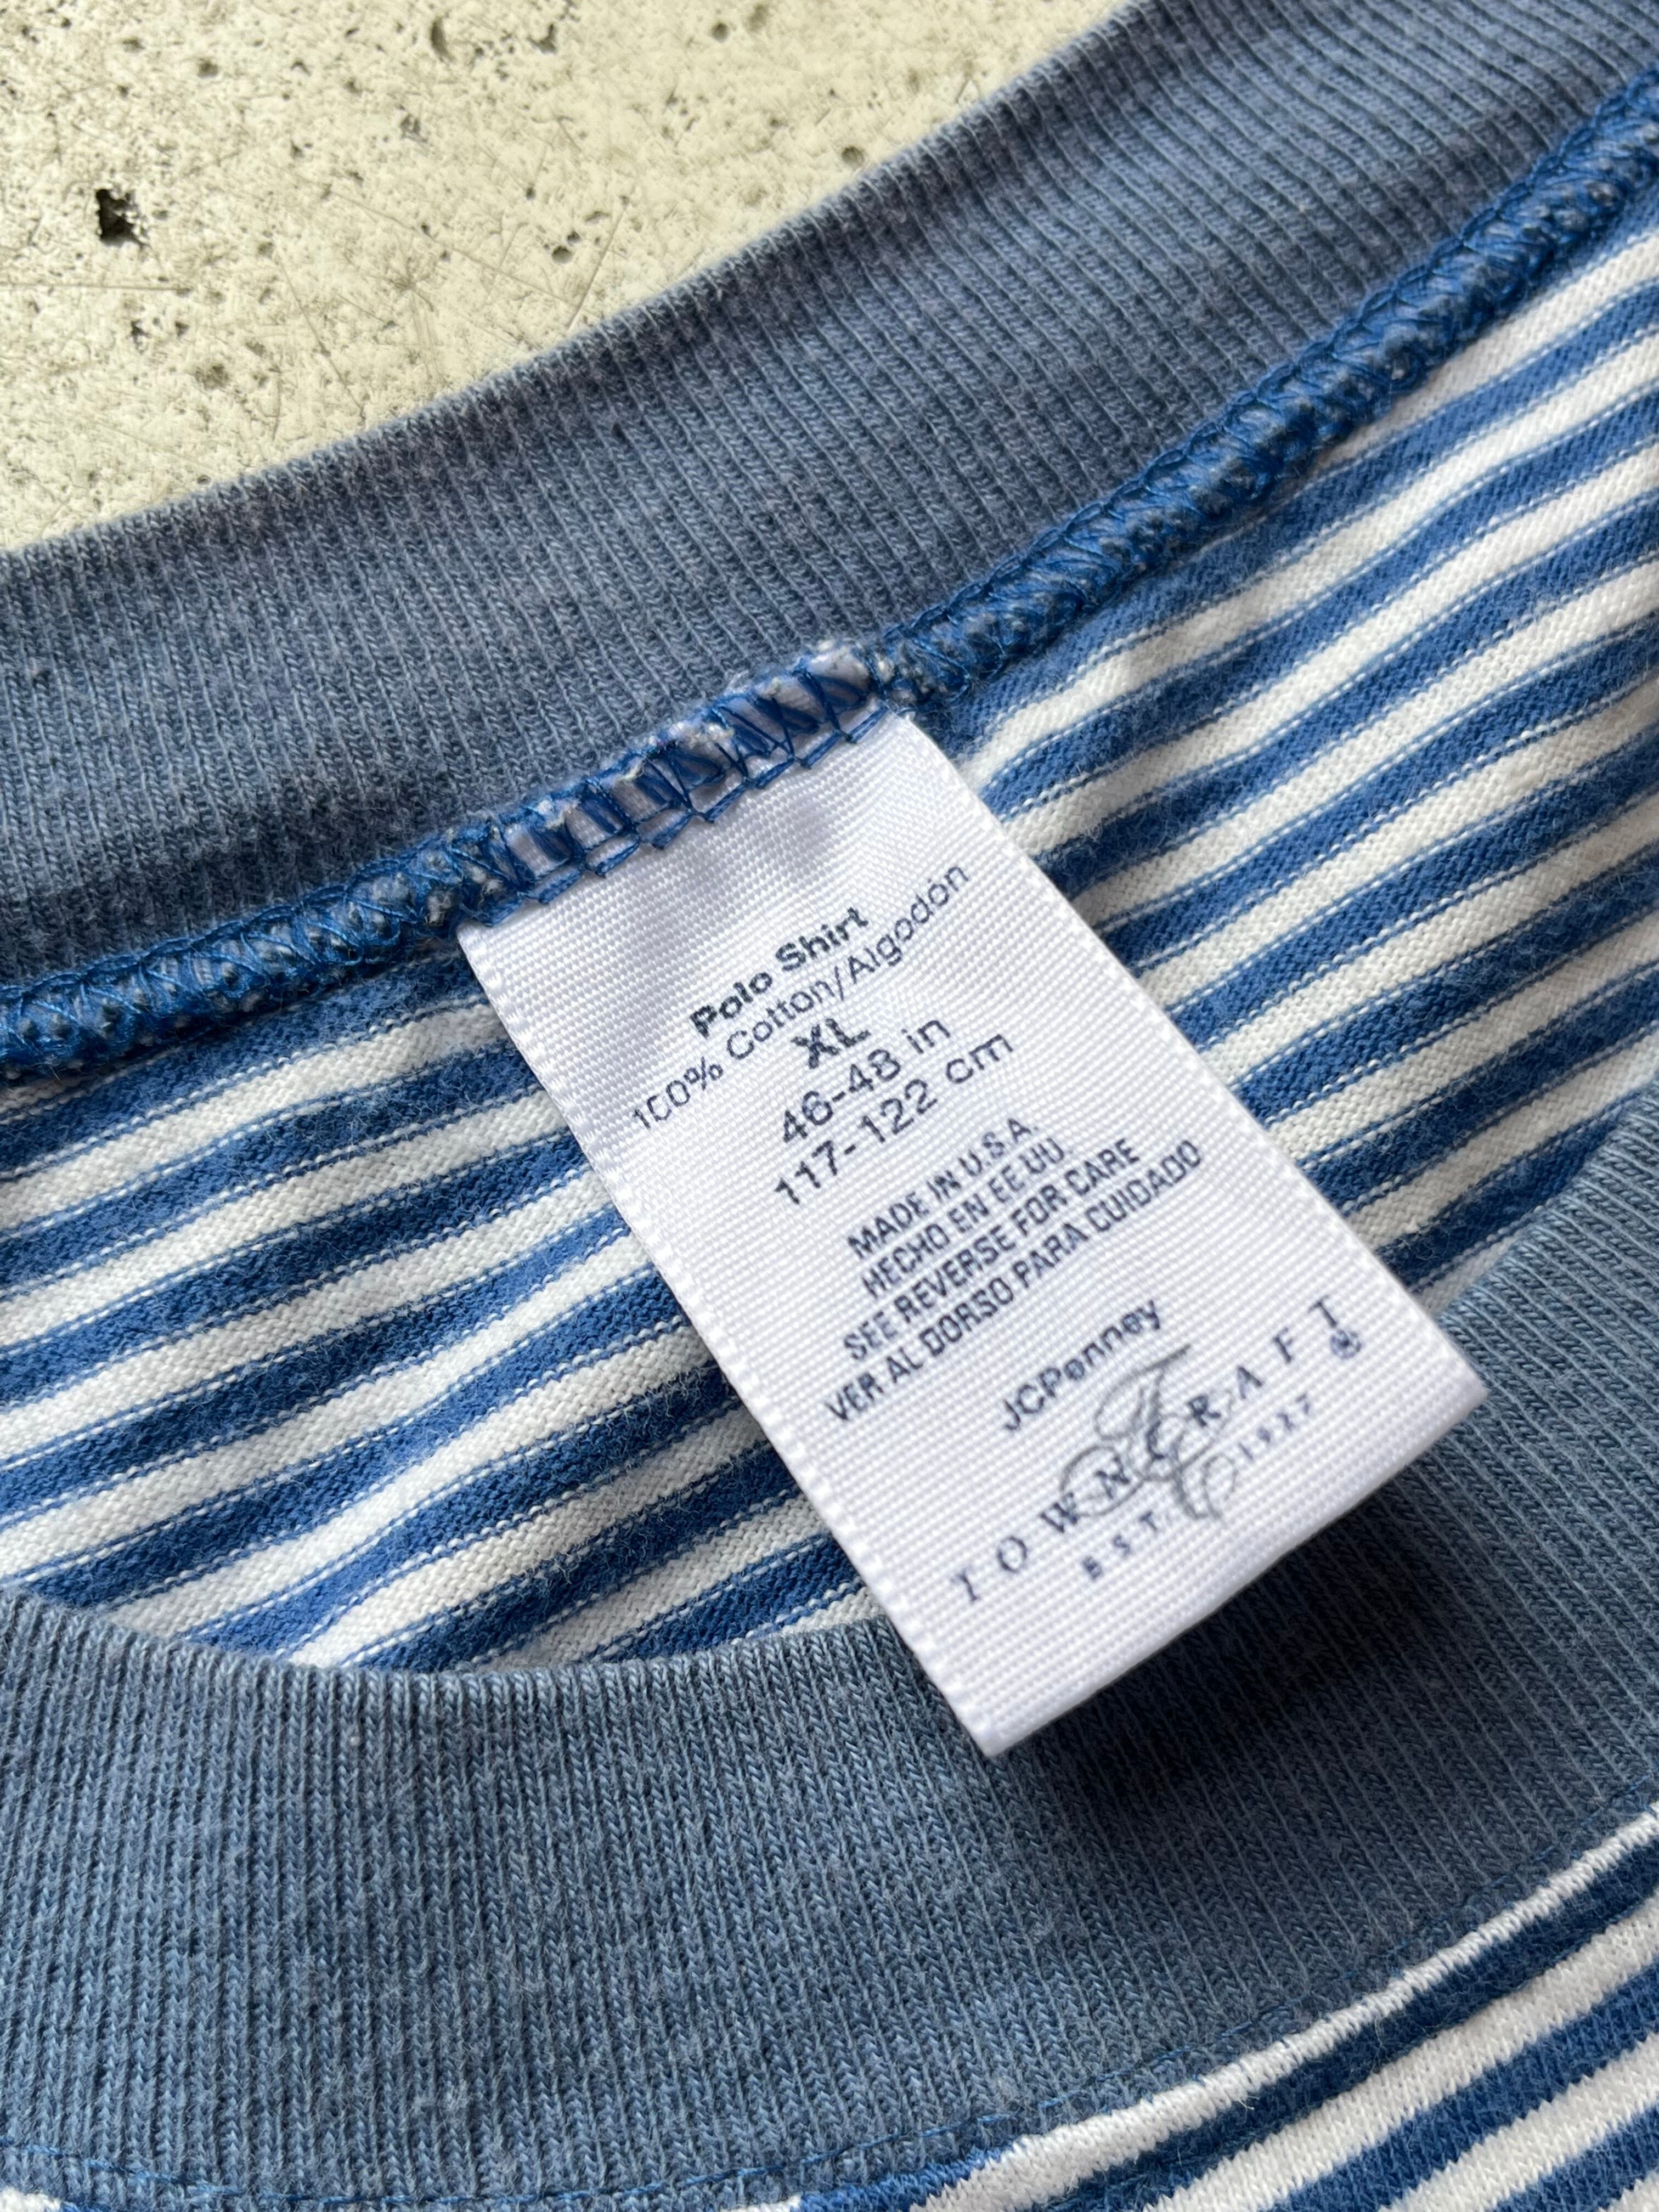 Polo Shirt
100% Cotton/Algodón
XL
46-48 in
117-122 cm
MADE IN U.S.A.
HECHO EN EE UU
SEE REVERSE FOR CARE
VER AL DORSO PARA CUIDADO
JCPenney
TOWNCRAFT
EST. 1927